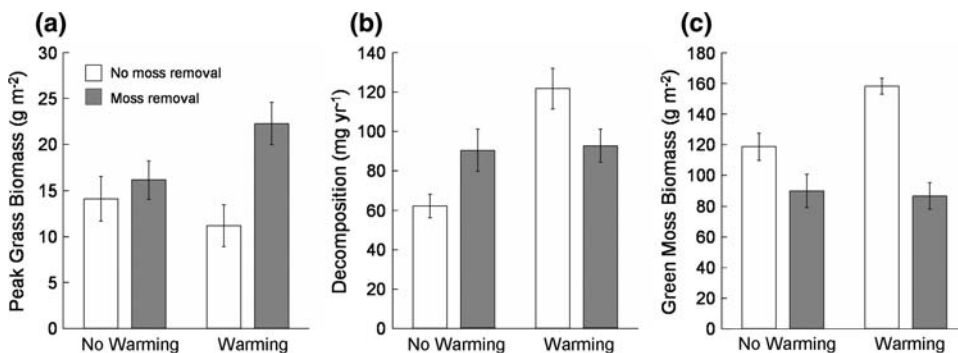 (a)
Peak Grass Biomass (g m⁻²)
30
25
20
15
10
5
0
No moss removal
Moss removal
No Warming
Warming
(b)
Decomposition (mg yr⁻¹)
140
120
100
80
60
40
20
0
No Warming
Warming
(c)
Green Moss Biomass (g m⁻²)
180
160
140
120
100
80
60
40
20
0
No Warming
Warming